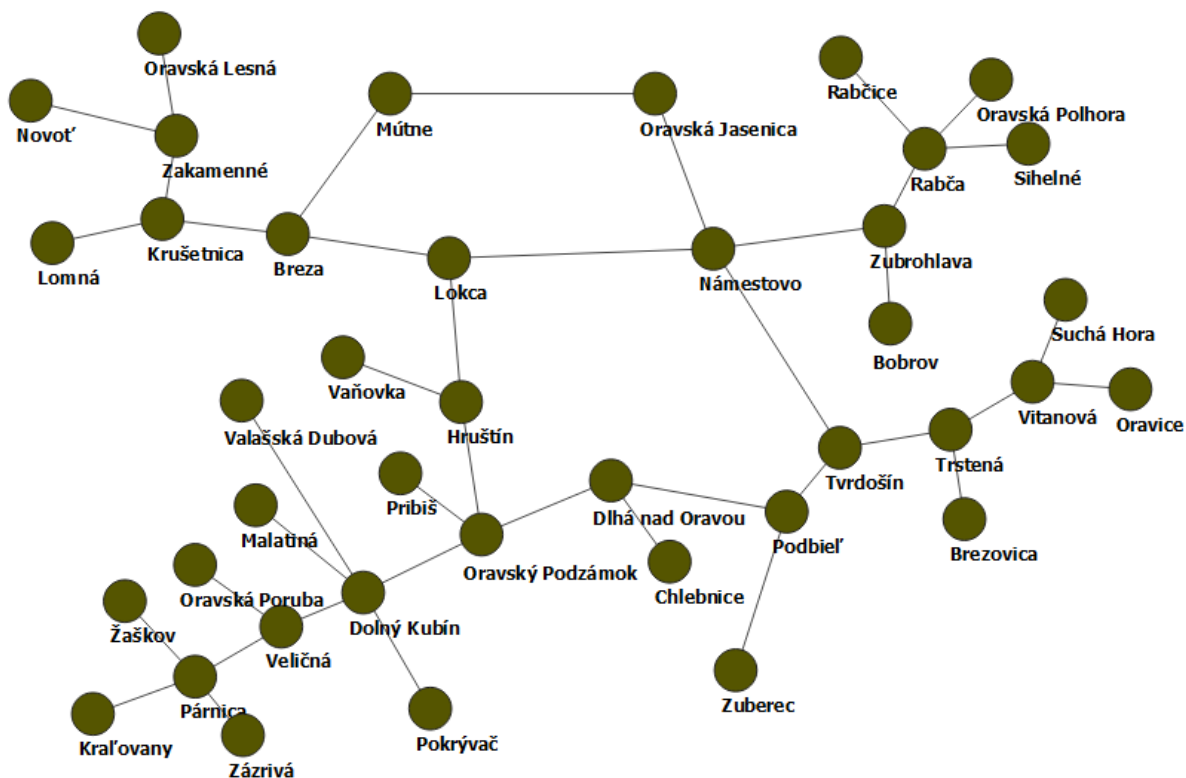 Oravská Lesná
Novoť
Zakamenné
Mútne
Oravská Jasenica
Rabčice
Oravská Polhora
Rabča
Sihelné
Lomná
Krušetnica
Breza
Lokca
Námestovo
Zubrohlava
Bobrov
Suchá Hora
Vaňovka
Valašská Dubová
Hruštín
Vitanová
Oravice
Trstená
Tvrdošín
Pribiš
Dlhá nad Oravou
Podbieľ
Brezovica
Malatiná
Oravský Podzámok
Chlebnice
Oravská Poruba
Dolný Kubín
Žaškov
Veličná
Zuberec
Párnica
Pokrývač
Kraľovany
Zázrivá